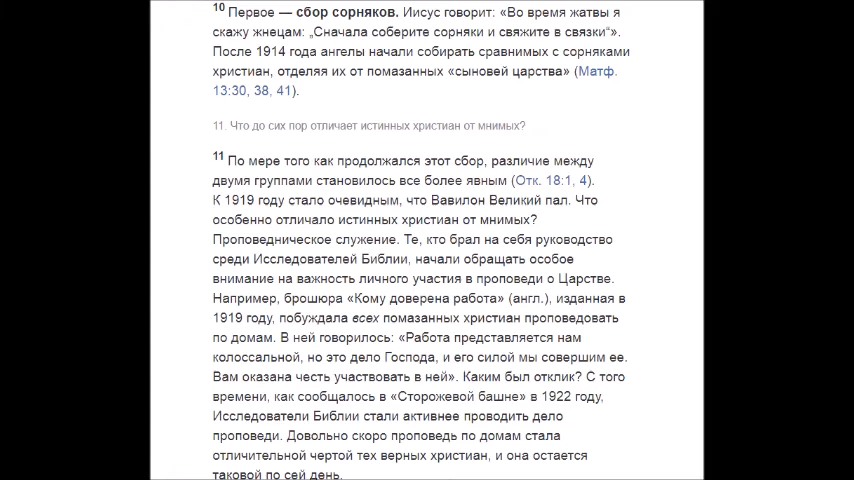 10 Первое — сбор сорняков. Иисус говорит: «Во время жатвы я
скажу жнецам: „Сначала соберите сорняки и свяжите в связки“».
После 1914 года ангелы начали собирать сравнимых с сорняками
христиан, отделяя их от помазанных «сыновей царства» (Матф.
13:30, 38, 41).
11. Что до сих пор отличает истинных христиан от мнимых?
11 По мере того как продолжался этот сбор, различие между
двумя группами становилось все более явным (Отк. 18:1, 4).
К 1919 году стало очевидным, что Вавилон Великий пал. Что
особенно отличало истинных христиан от мнимых?
Проповедническое служение. Те, кто брал на себя руководство
среди Исследователей Библии, начали обращать особое
внимание на важность личного участия в проповеди о Царстве.
Например, брошюра «Кому доверена работа» (англ.), изданная в
1919 году, побуждала всех помазанных христиан проповедовать
по домам. В ней говорилось: «Работа представляется нам
колоссальной, но это дело Господа, и его силой мы совершим ее.
Вам оказана честь участвовать в ней». Каким был отклик? С того
времени, как сообщалось в «Сторожевой башне» в 1922 году,
Исследователи Библии стали активнее проводить дело
проповеди. Довольно скоро проповедь по домам стала
отличительной чертой тех верных христиан, и она остается
таковой по сей день.